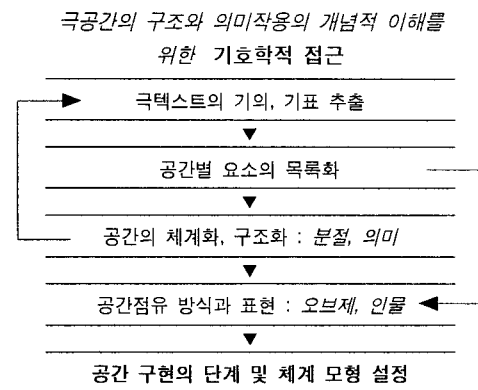 극공간의 구조와 의미작용의 개념적 이해를
위한 기호학적 접근
극텍스트의 기의, 기표 추출
공간별 요소의 목록화
공간의 체계화, 구조화 : 분절, 의미
공간점유 방식과 표현 : 오브제, 인물
공간 구현의 단계 및 체계 모형 설정